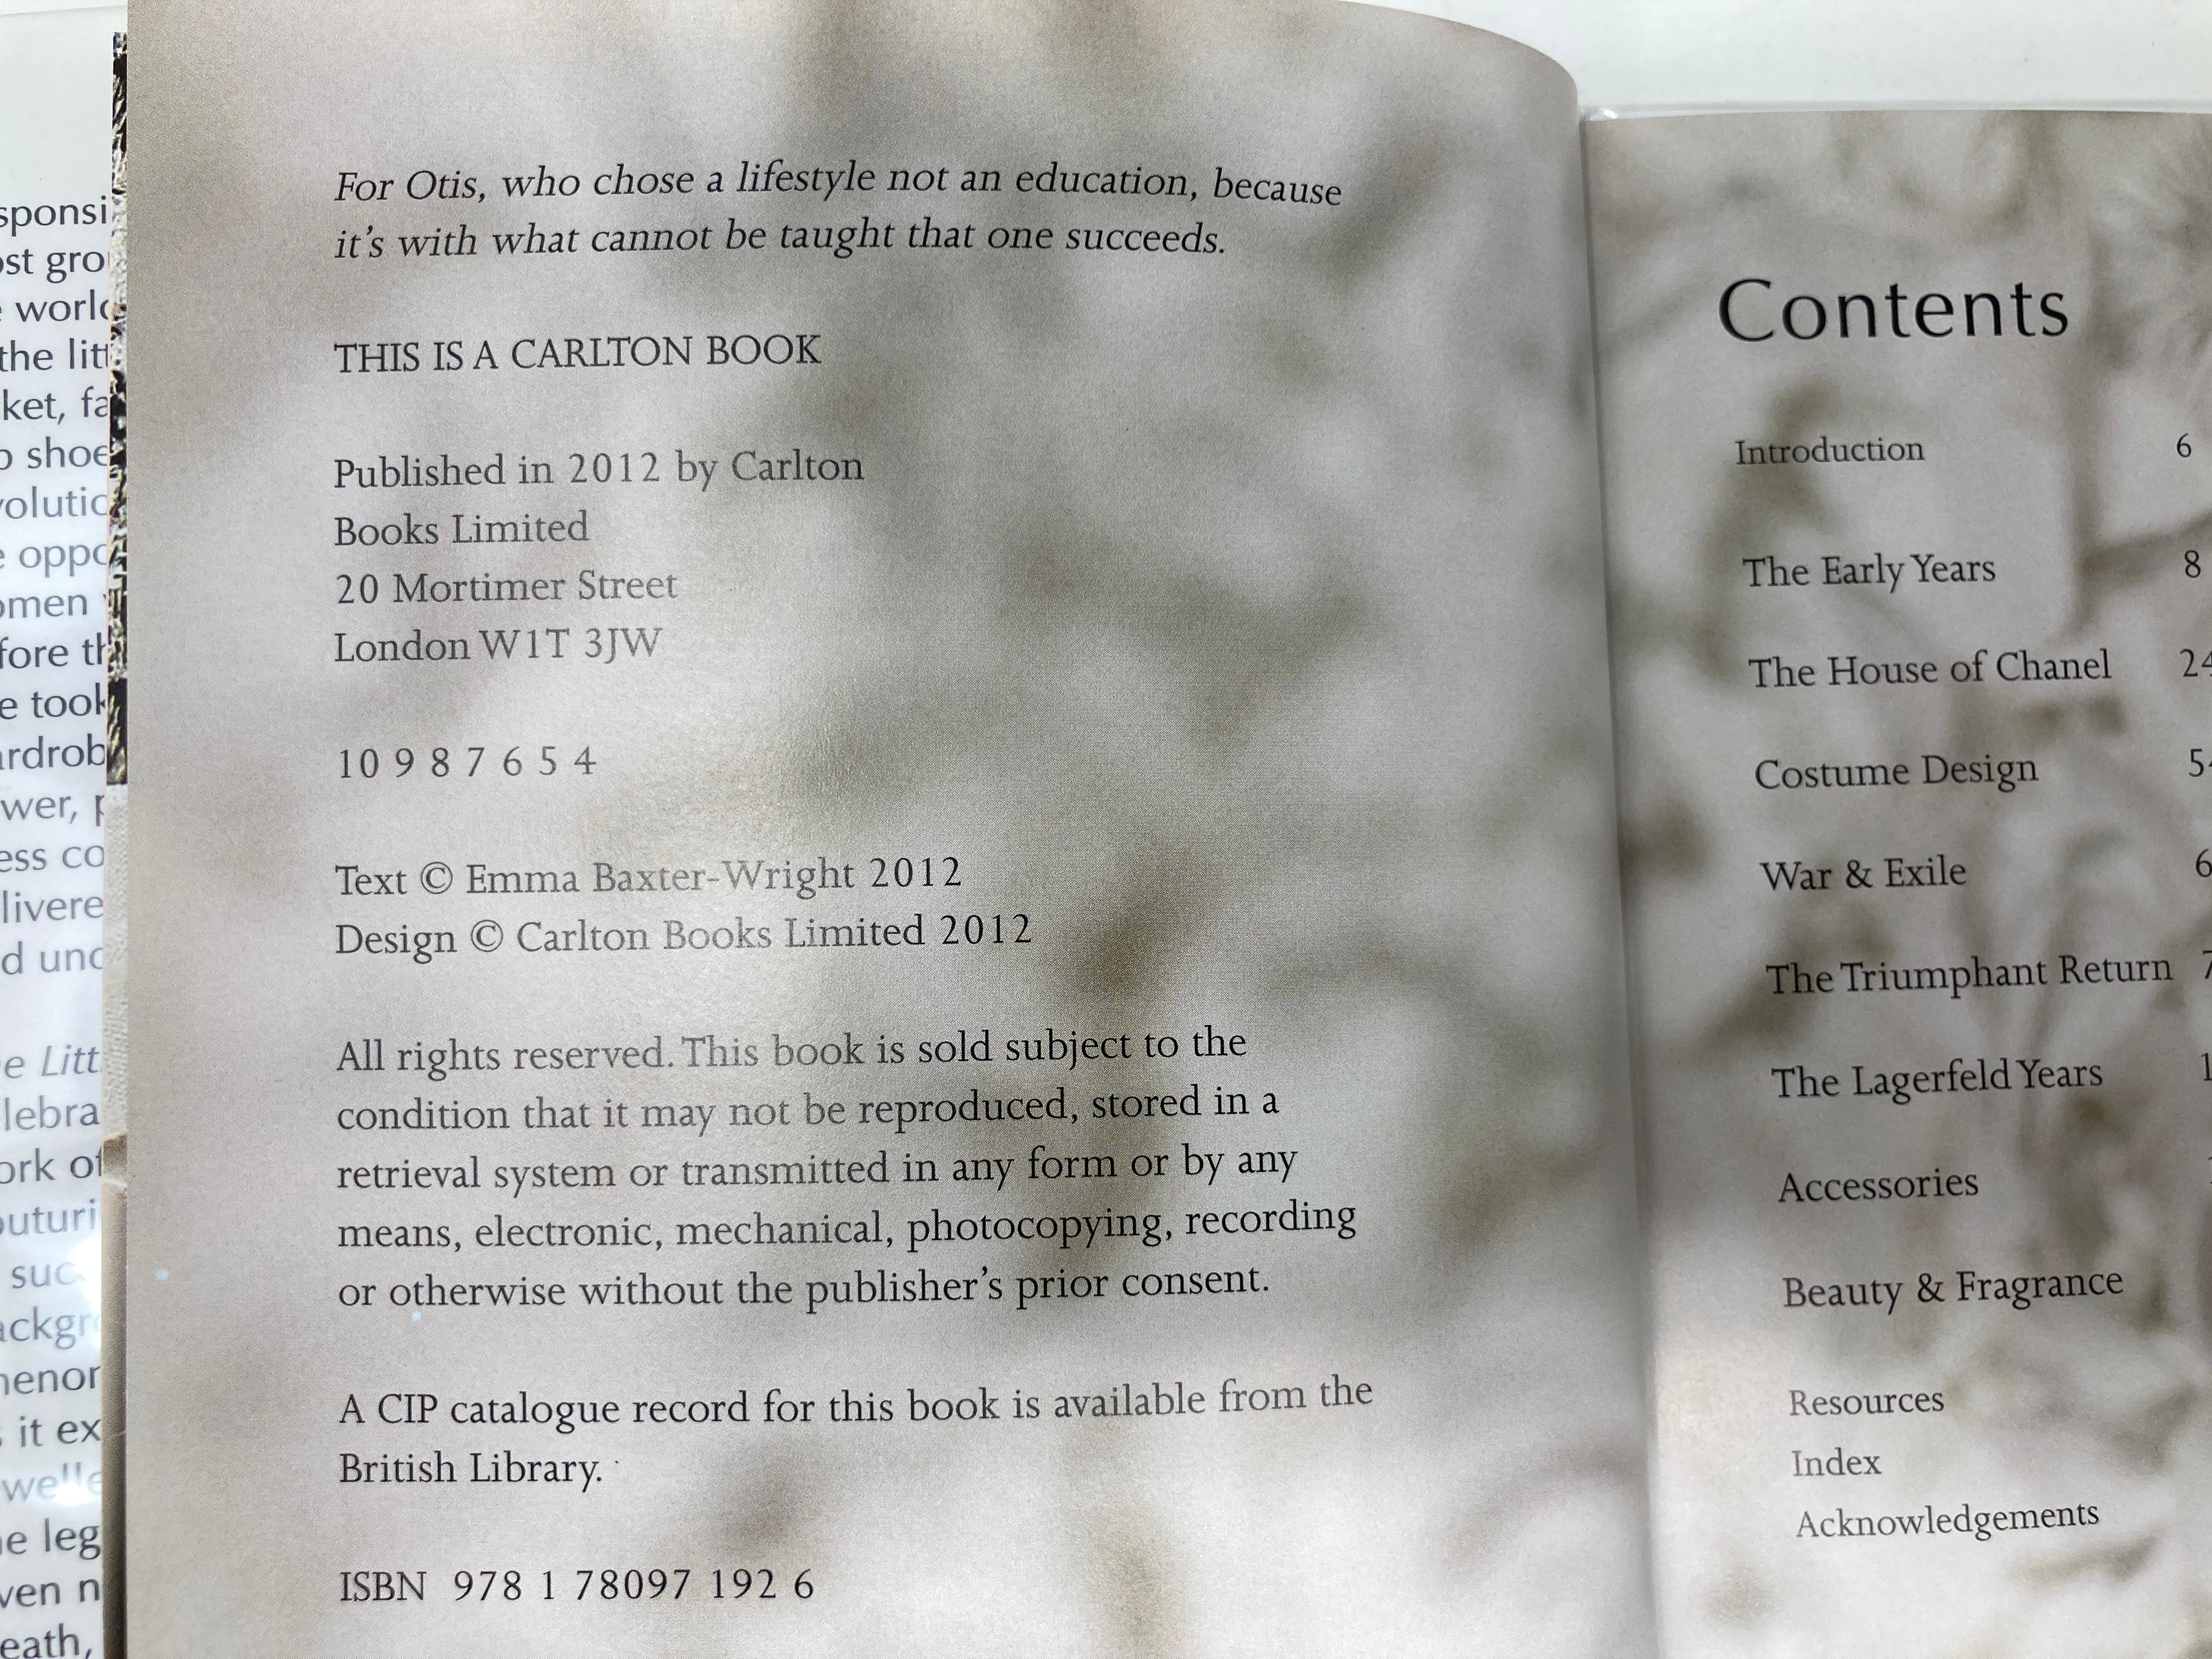 For Otis, who chose a lifestyle not an education, because
it's with what cannot be taught that one succeeds.
THIS IS A CARLTON BOOK
Published in 2012 by Carlton
Books Limited
20 Mortimer Street
London W1T 3JW
10 9 8 7 6 5 4
Text © Emma Baxter-Wright 2012
Design © Carlton Books Limited 2012
All rights reserved. This book is sold subject to the
condition that it may not be reproduced, stored in a
retrieval system or transmitted in any form or by any
means, electronic, mechanical, photocopying, recording
or otherwise without the publisher's prior consent.
A CIP catalogue record for this book is available from the
British Library.
ISBN 978 1 78097 192 6
Contents
Introduction 6
The Early Years 8
The House of Chanel 24
Costume Design
War & Exile
The Triumphant Return
The Lagerfeld Years
Accessories
Beauty & Fragrance
Resources
Index
Acknowledgements